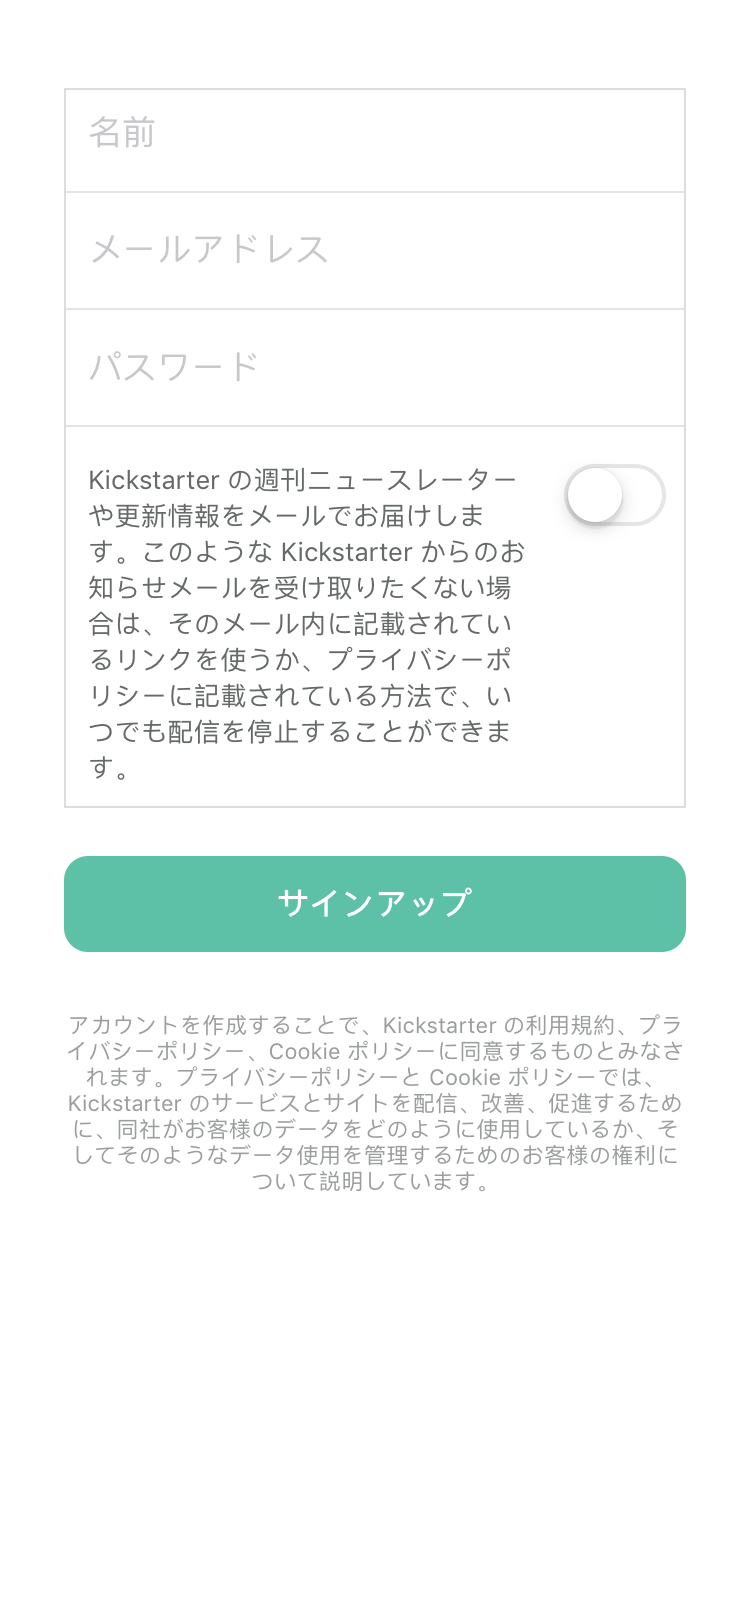 名前
メールアドレス
パスワード
Kickstarter の週刊ニュースレーター
や更新情報をメールでお届けしま
す。このような Kickstarter からのお
知らせメールを受け取りたくない場
合は、そのメール内に記載されてい
るリンクを使うか、プライバシーポ
リシーに記載されている方法で、い
つでも配信を停止することができま
す。
サインアップ
アカウントを作成することで、Kickstarter の利用規約、プラ
イバシーポリシー、Cookie ポリシーに同意するものとみなさ
れます。プライバシーポリシーと Cookie ポリシーでは、
Kickstarter のサービスとサイトを配信、改善、促進するため
に、同社がお客様のデータをどのように使用しているか、そ
してそのようなデータ使用を管理するためのお客様の権利に
ついて説明しています。